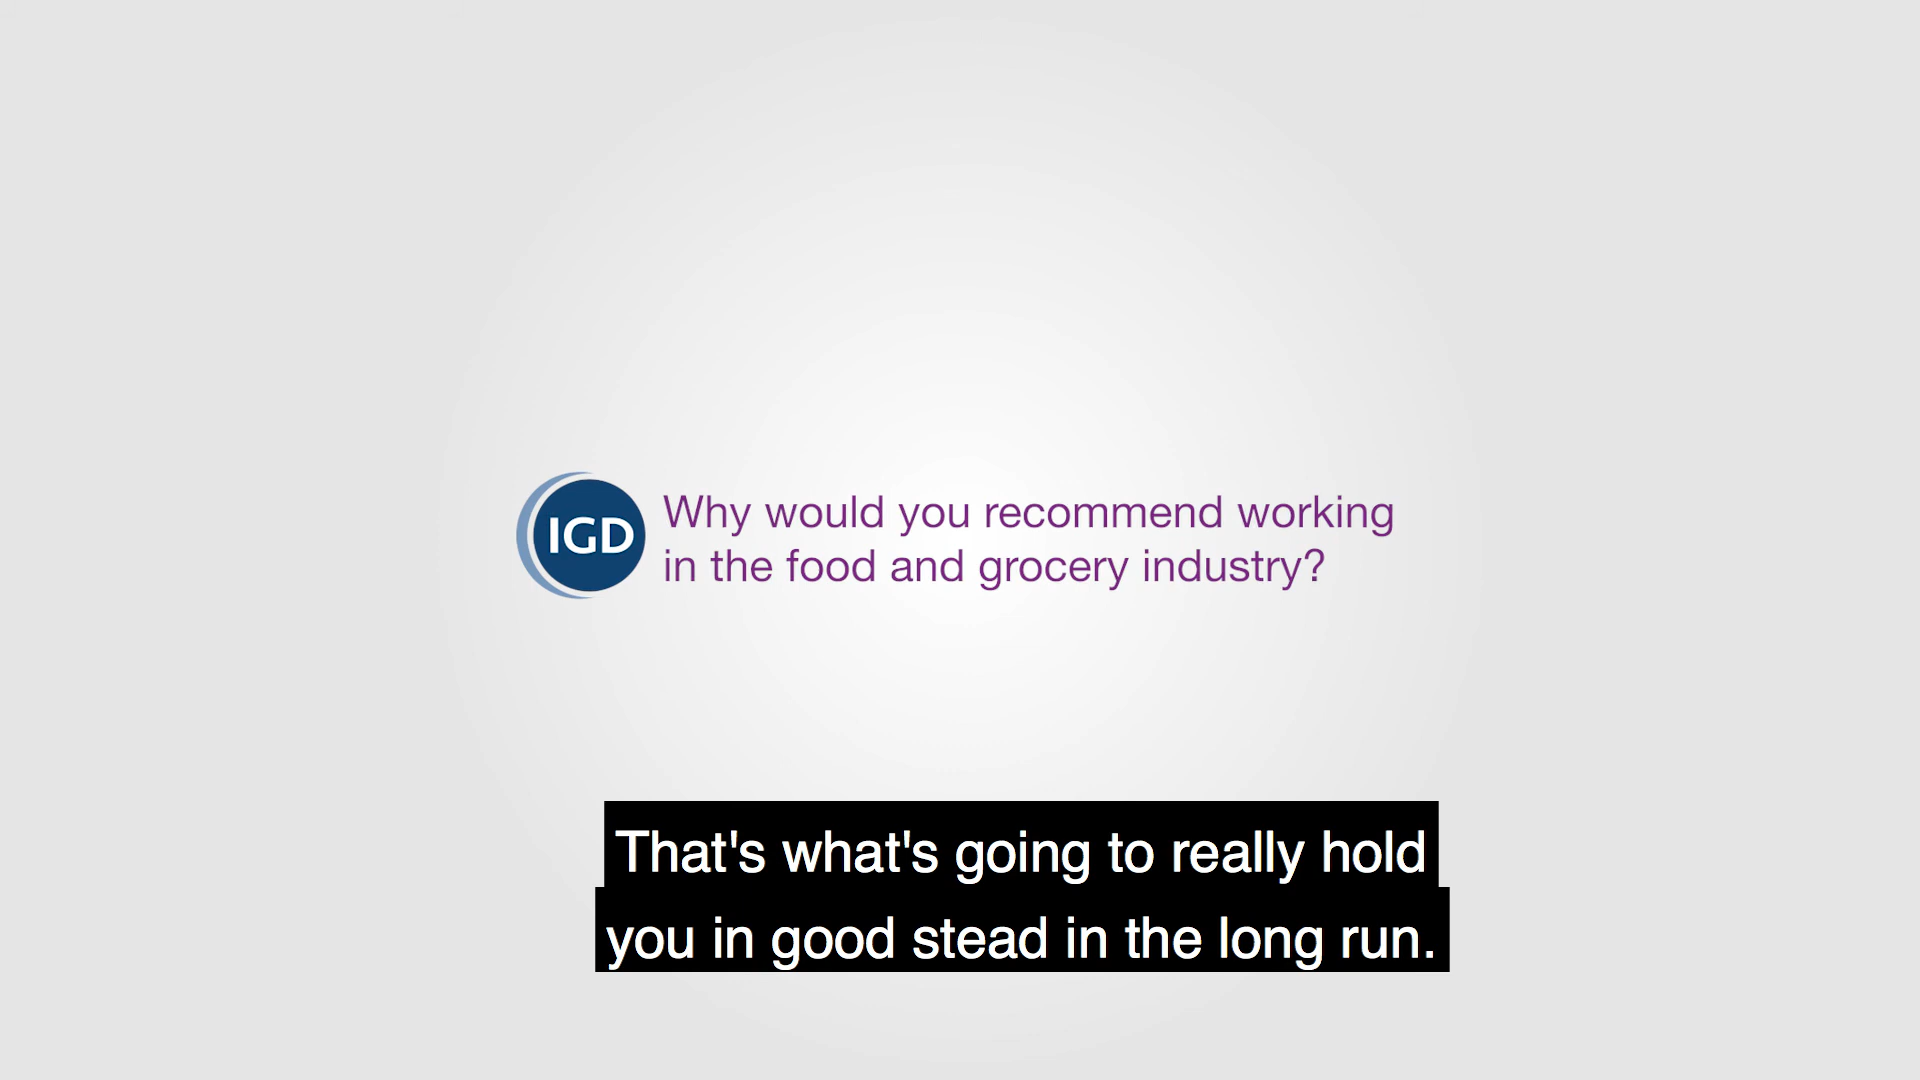 IGD
Why would you recommend working
in the food and grocery industry?
That's what's going to really hold
you in good stead in the long run.